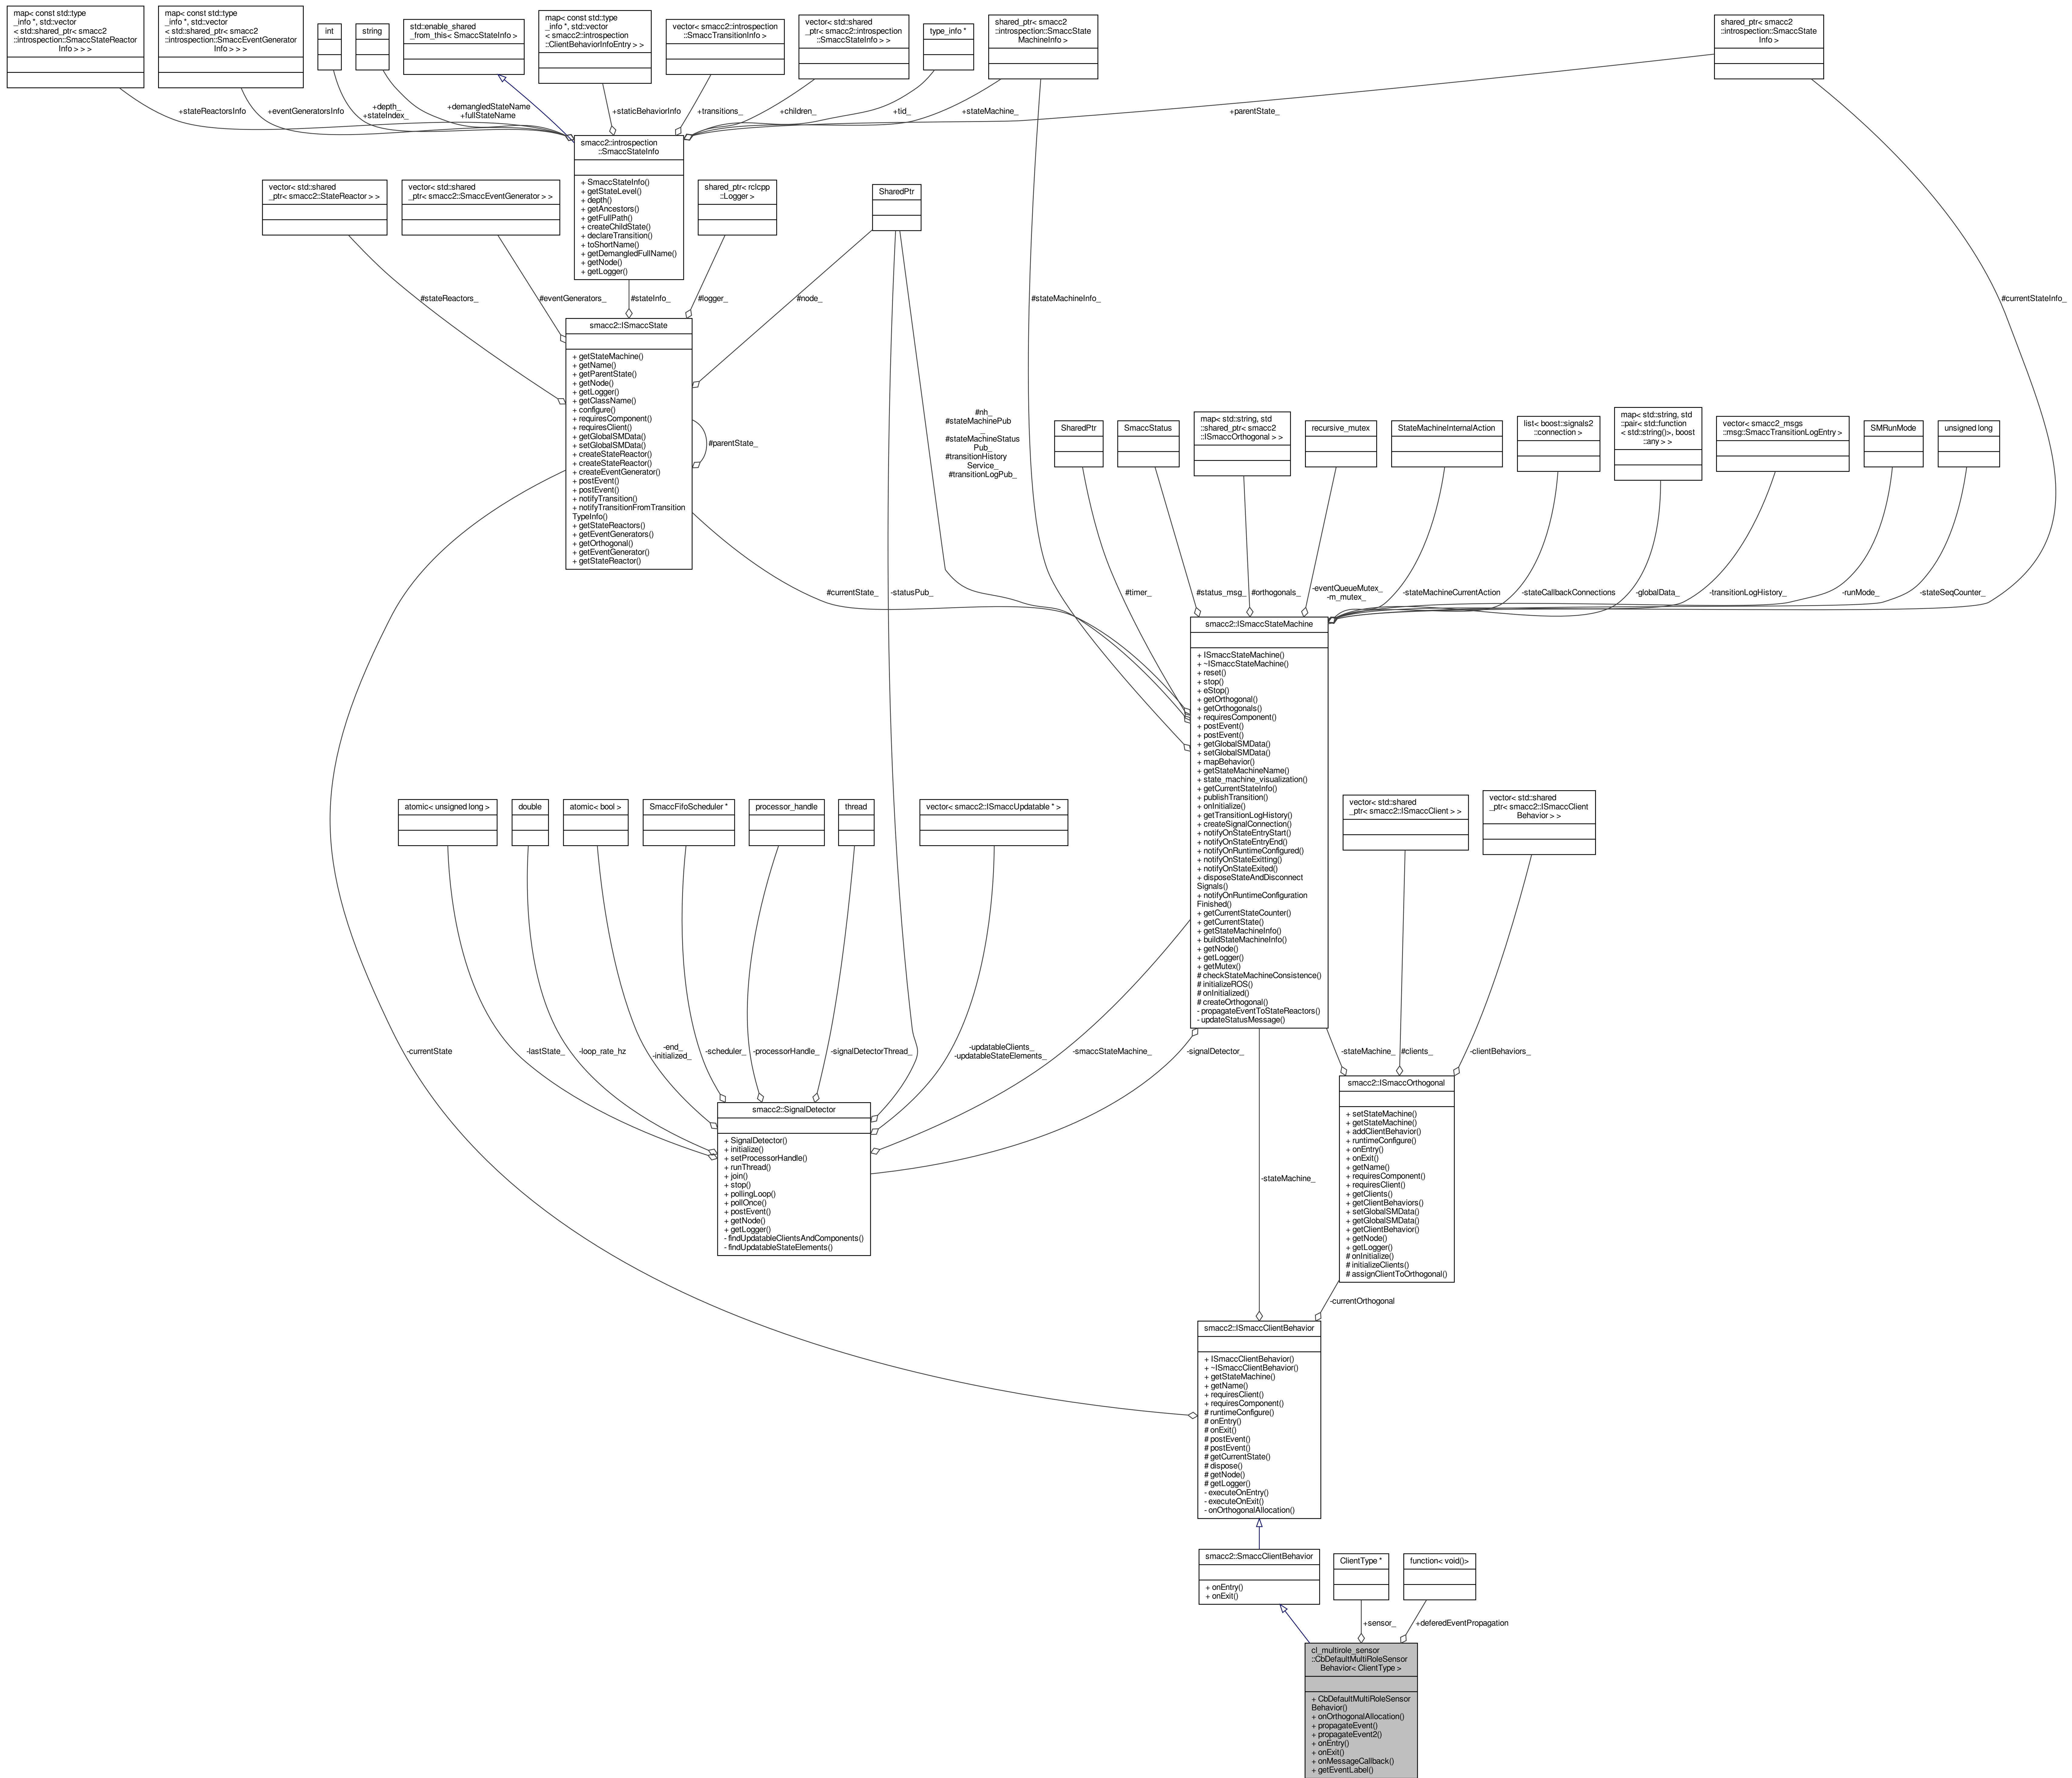 map< const std::type
_info *, std::vector
< std::shared_ptr< smacc2
::introspection::SmaccStateReactor
Info > > >
map< const std::type
_info *, std::vector
< std::shared_ptr< smacc2
::introspection::SmaccEventGenerator
Info > > >
int
string
std::enable_shared
_from_this< SmaccStateInfo >
map< const std::type
_info *, std::vector
< smacc2::introspection
::ClientBehaviorInfoEntry > >
vector< smacc2::introspection
::SmaccTransitionInfo >
vector< std::shared
_ptr< smacc2::introspection
::SmaccStateInfo > >
type_info *
shared_ptr< smacc2
::introspection::SmaccState
MachineInfo >
shared_ptr< smacc2
::introspection::SmaccState
Info >
+stateReactorsInfo
+eventGeneratorsInfo
+depth_
+stateIndex_
+demangledStateName
+fullStateName
+staticBehaviorInfo
+transitions_
+children_
+tid_
+stateMachine_
+parentState_
smacc2::introspection
::SmaccStateInfo
+ SmaccStateInfo()
+ getStateLevel()
+ depth()
+ getAncestors()
+ getFullPath()
+ createChildState()
+ declareTransition()
+ toShortName()
+ getDemangledFullName()
+ getNode()
+ getLogger()
vector< std::shared
_ptr< smacc2::StateReactor > >
vector< std::shared
_ptr< smacc2::SmaccEventGenerator > >
shared_ptr< rclcpp
::Logger >
SharedPtr
#stateReactors_
#eventGenerators_
#stateInfo_
#logger_
#node_
#stateMachineInfo_
#currentStateInfo_
smacc2::ISmaccState
+ getStateMachine()
+ getName()
+ getParentState()
+ getNode()
+ getLogger()
+ getClassName()
+ configure()
+ requiresComponent()
+ requiresClient()
+ getGlobalSMData()
+ setGlobalSMData()
+ createStateReactor()
+ createStateReactor()
+ createEventGenerator()
+ postEvent()
+ postEvent()
+ notifyTransition()
+ notifyTransitionFromTransition
TypeInfo()
+ getStateReactors()
+ getEventGenerators()
+ getOrthogonal()
+ getEventGenerator()
+ getStateReactor()
#parentState_
#nh_
#stateMachinePub
_
#stateMachineStatus
Pub_
#transitionHistory
Service_
#transitionLogPub_
SharedPtr
SmaccStatus
map< std::string, std
::shared_ptr< smacc2
::ISmaccOrthogonal > >
recursive_mutex
StateMachineInternalAction
list< boost::signals2
::connection >
map< std::string, std
::pair< std::function
< std::string()>, boost
::any > >
vector< smacc2_msgs
::msg::SmaccTransitionLogEntry >
SMRunMode
unsigned long
#currentState_
-statusPub_
#timer_
#status_msg_
#orthogonals_
-eventQueueMutex_
-m_mutex_
-stateMachineCurrentAction
-stateCallbackConnections
-globalData_
-transitionLogHistory_
-runMode_
-stateSeqCounter_
smacc2::ISmaccStateMachine
+ ISmaccStateMachine()
+ ~ISmaccStateMachine()
+ reset()
+ stop()
+ eStop()
+ getOrthogonal()
+ getOrthogonals()
+ requiresComponent()
+ postEvent()
+ postEvent()
+ getGlobalSMData()
+ setGlobalSMData()
+ mapBehavior()
+ getStateMachineName()
+ state_machine_visualization()
+ getCurrentStateInfo()
+ publishTransition()
+ onInitialize()
+ getTransitionLogHistory()
+ createSignalConnection()
+ notifyOnStateEntryStart()
+ notifyOnStateEntryEnd()
+ notifyOnRuntimeConfigured()
+ notifyOnStateExitting()
+ notifyOnStateExited()
+ disposeStateAndDisconnect
Signals()
+ notifyOnRuntimeConfiguration
Finished()
+ getCurrentStateCounter()
+ getCurrentState()
+ getStateMachineInfo()
+ buildStateMachineInfo()
+ getNode()
+ getLogger()
+ getMutex()
# checkStateMachineConsistence()
# initializeROS()
# onInitialized()
# createOrthogonal()
- propagateEventToStateReactors()
- updateStatusMessage()
atomic< unsigned long >
double
atomic< bool >
SmaccFifoScheduler *
processor_handle
thread
vector< smacc2::ISmaccUpdatable * >
vector< std::shared
_ptr< smacc2::ISmaccClient > >
vector< std::shared
_ptr< smacc2::ISmaccClient
Behavior > >
-currentState
-lastState_
-loop_rate_hz
-end_
-initialized_
-scheduler_
-processorHandle_
-signalDetectorThread_
-updatableClients_
-updatableStateElements_
-smaccStateMachine_
-signalDetector_
-stateMachine_
#clients_
-clientBehaviors_
smacc2::SignalDetector
+ SignalDetector()
+ initialize()
+ setProcessorHandle()
+ runThread()
+ join()
+ stop()
+ pollingLoop()
+ pollOnce()
+ postEvent()
+ getNode()
+ getLogger()
- findUpdatableClientsAndComponents()
- findUpdatableStateElements()
smacc2::ISmaccOrthogonal
+ setStateMachine()
+ getStateMachine()
+ addClientBehavior()
+ runtimeConfigure()
+ onEntry()
+ onExit()
+ getName()
+ requiresComponent()
+ requiresClient()
+ getClients()
+ getClientBehaviors()
+ setGlobalSMData()
+ getGlobalSMData()
+ getClientBehavior()
+ getNode()
+ getLogger()
# onInitialize()
# initializeClients()
# assignClientToOrthogonal()
-stateMachine_
-currentOrthogonal
smacc2::ISmaccClientBehavior
+ ISmaccClientBehavior()
+ ~ISmaccClientBehavior()
+ getStateMachine()
+ getName()
+ requiresClient()
+ requiresComponent()
# runtimeConfigure()
# onEntry()
# onExit()
# postEvent()
# postEvent()
# getCurrentState()
# dispose()
# getNode()
# getLogger()
- executeOnEntry()
- executeOnExit()
- onOrthogonalAllocation()
smacc2::SmaccClientBehavior
+ onEntry()
+ onExit()
ClientType *
function< void()>
+sensor_
+deferedEventPropagation
cl_multirole_sensor
::CbDefaultMultiRoleSensor
Behavior< ClientType >
+ CbDefaultMultiRoleSensor
Behavior()
+ onOrthogonalAllocation()
+ propagateEvent()
+ propagateEvent2()
+ onEntry()
+ onExit()
+ onMessageCallback()
+ getEventLabel()